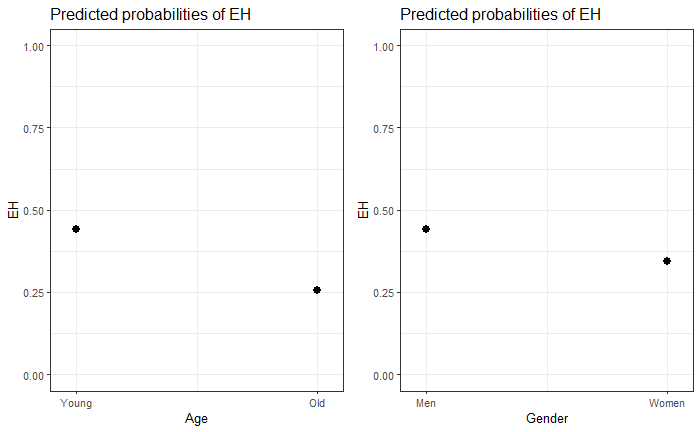 Predicted probabilities of EH
1.00
0.75
0.50
0.25
0.00
EH
Young
Old
Age
Predicted probabilities of EH
1.00
0.75
0.50
0.25
0.00
EH
Men
Women
Gender